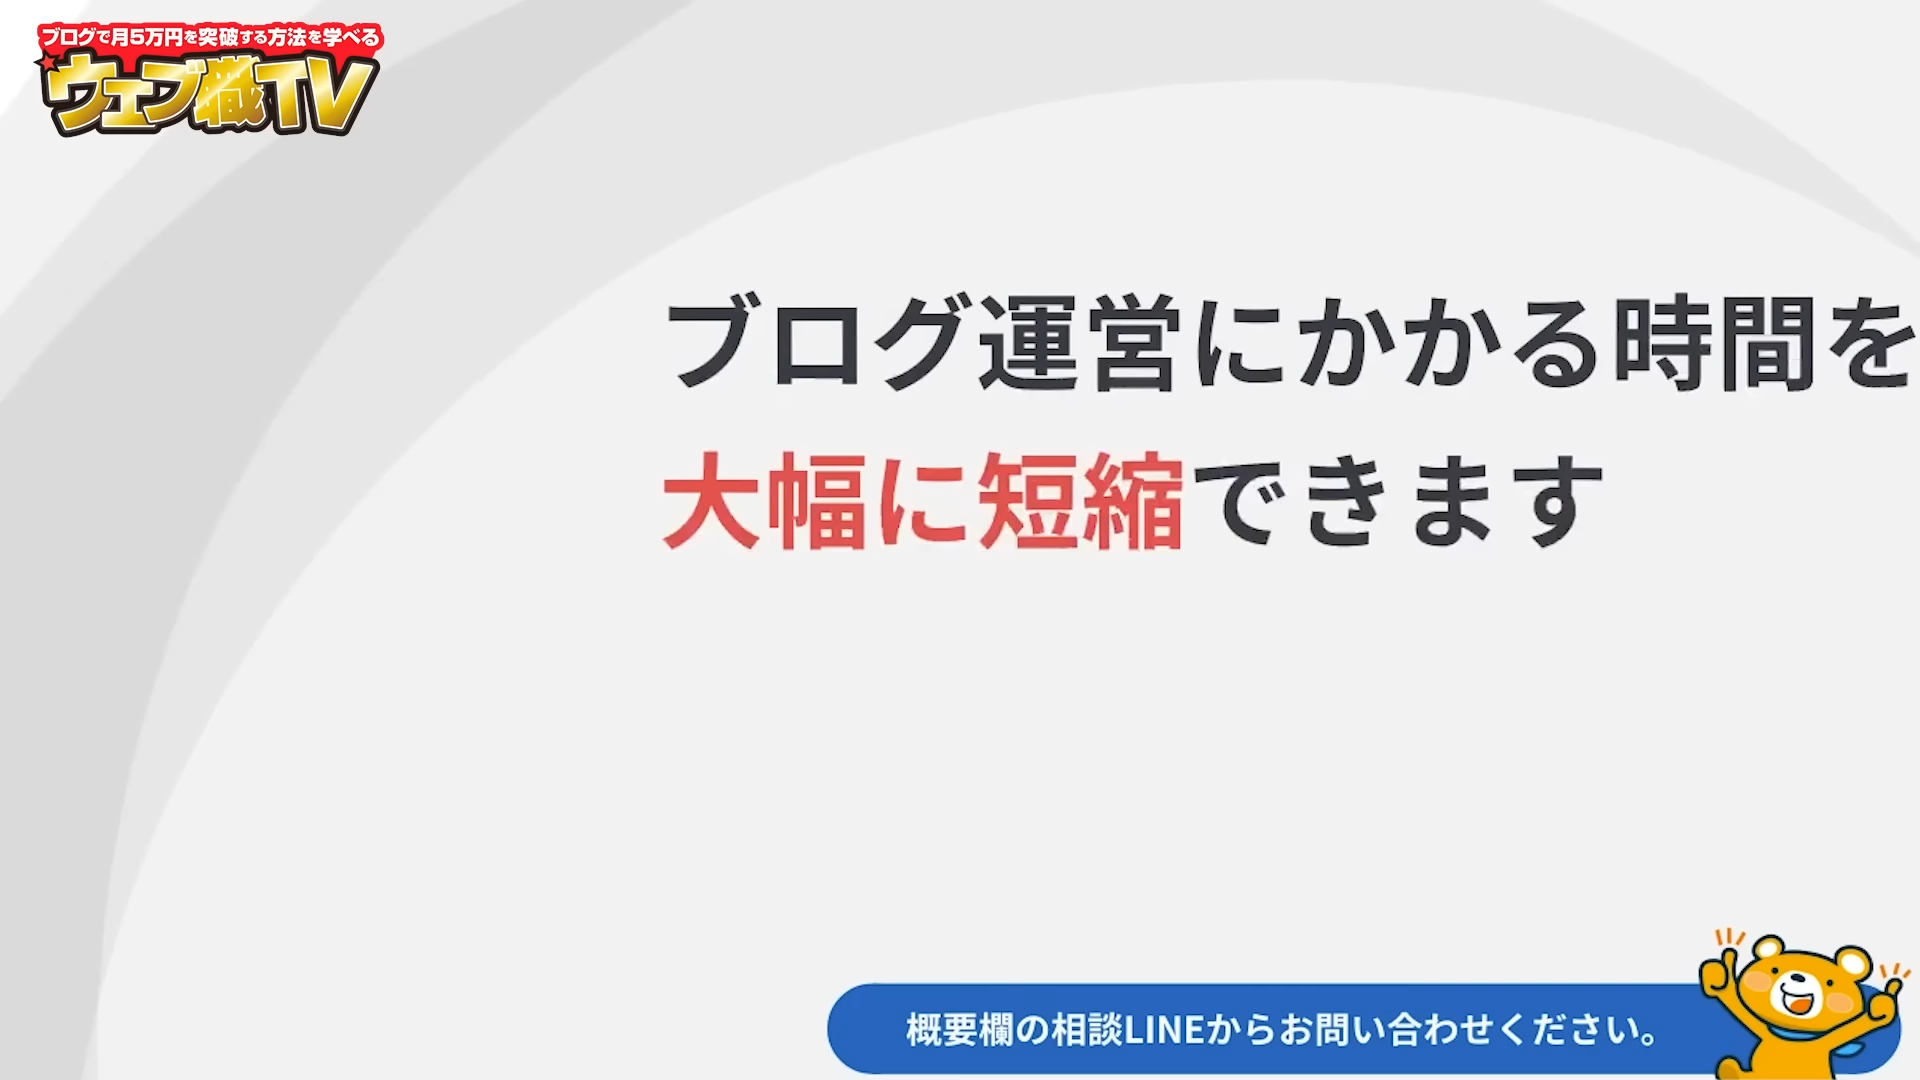 ブログで月5万円を突破する方法を学べる
ウェブ職TV
ブログ運営にかかる時間を
大幅に短縮できます
概要欄の相談LINEからお問い合わせください。